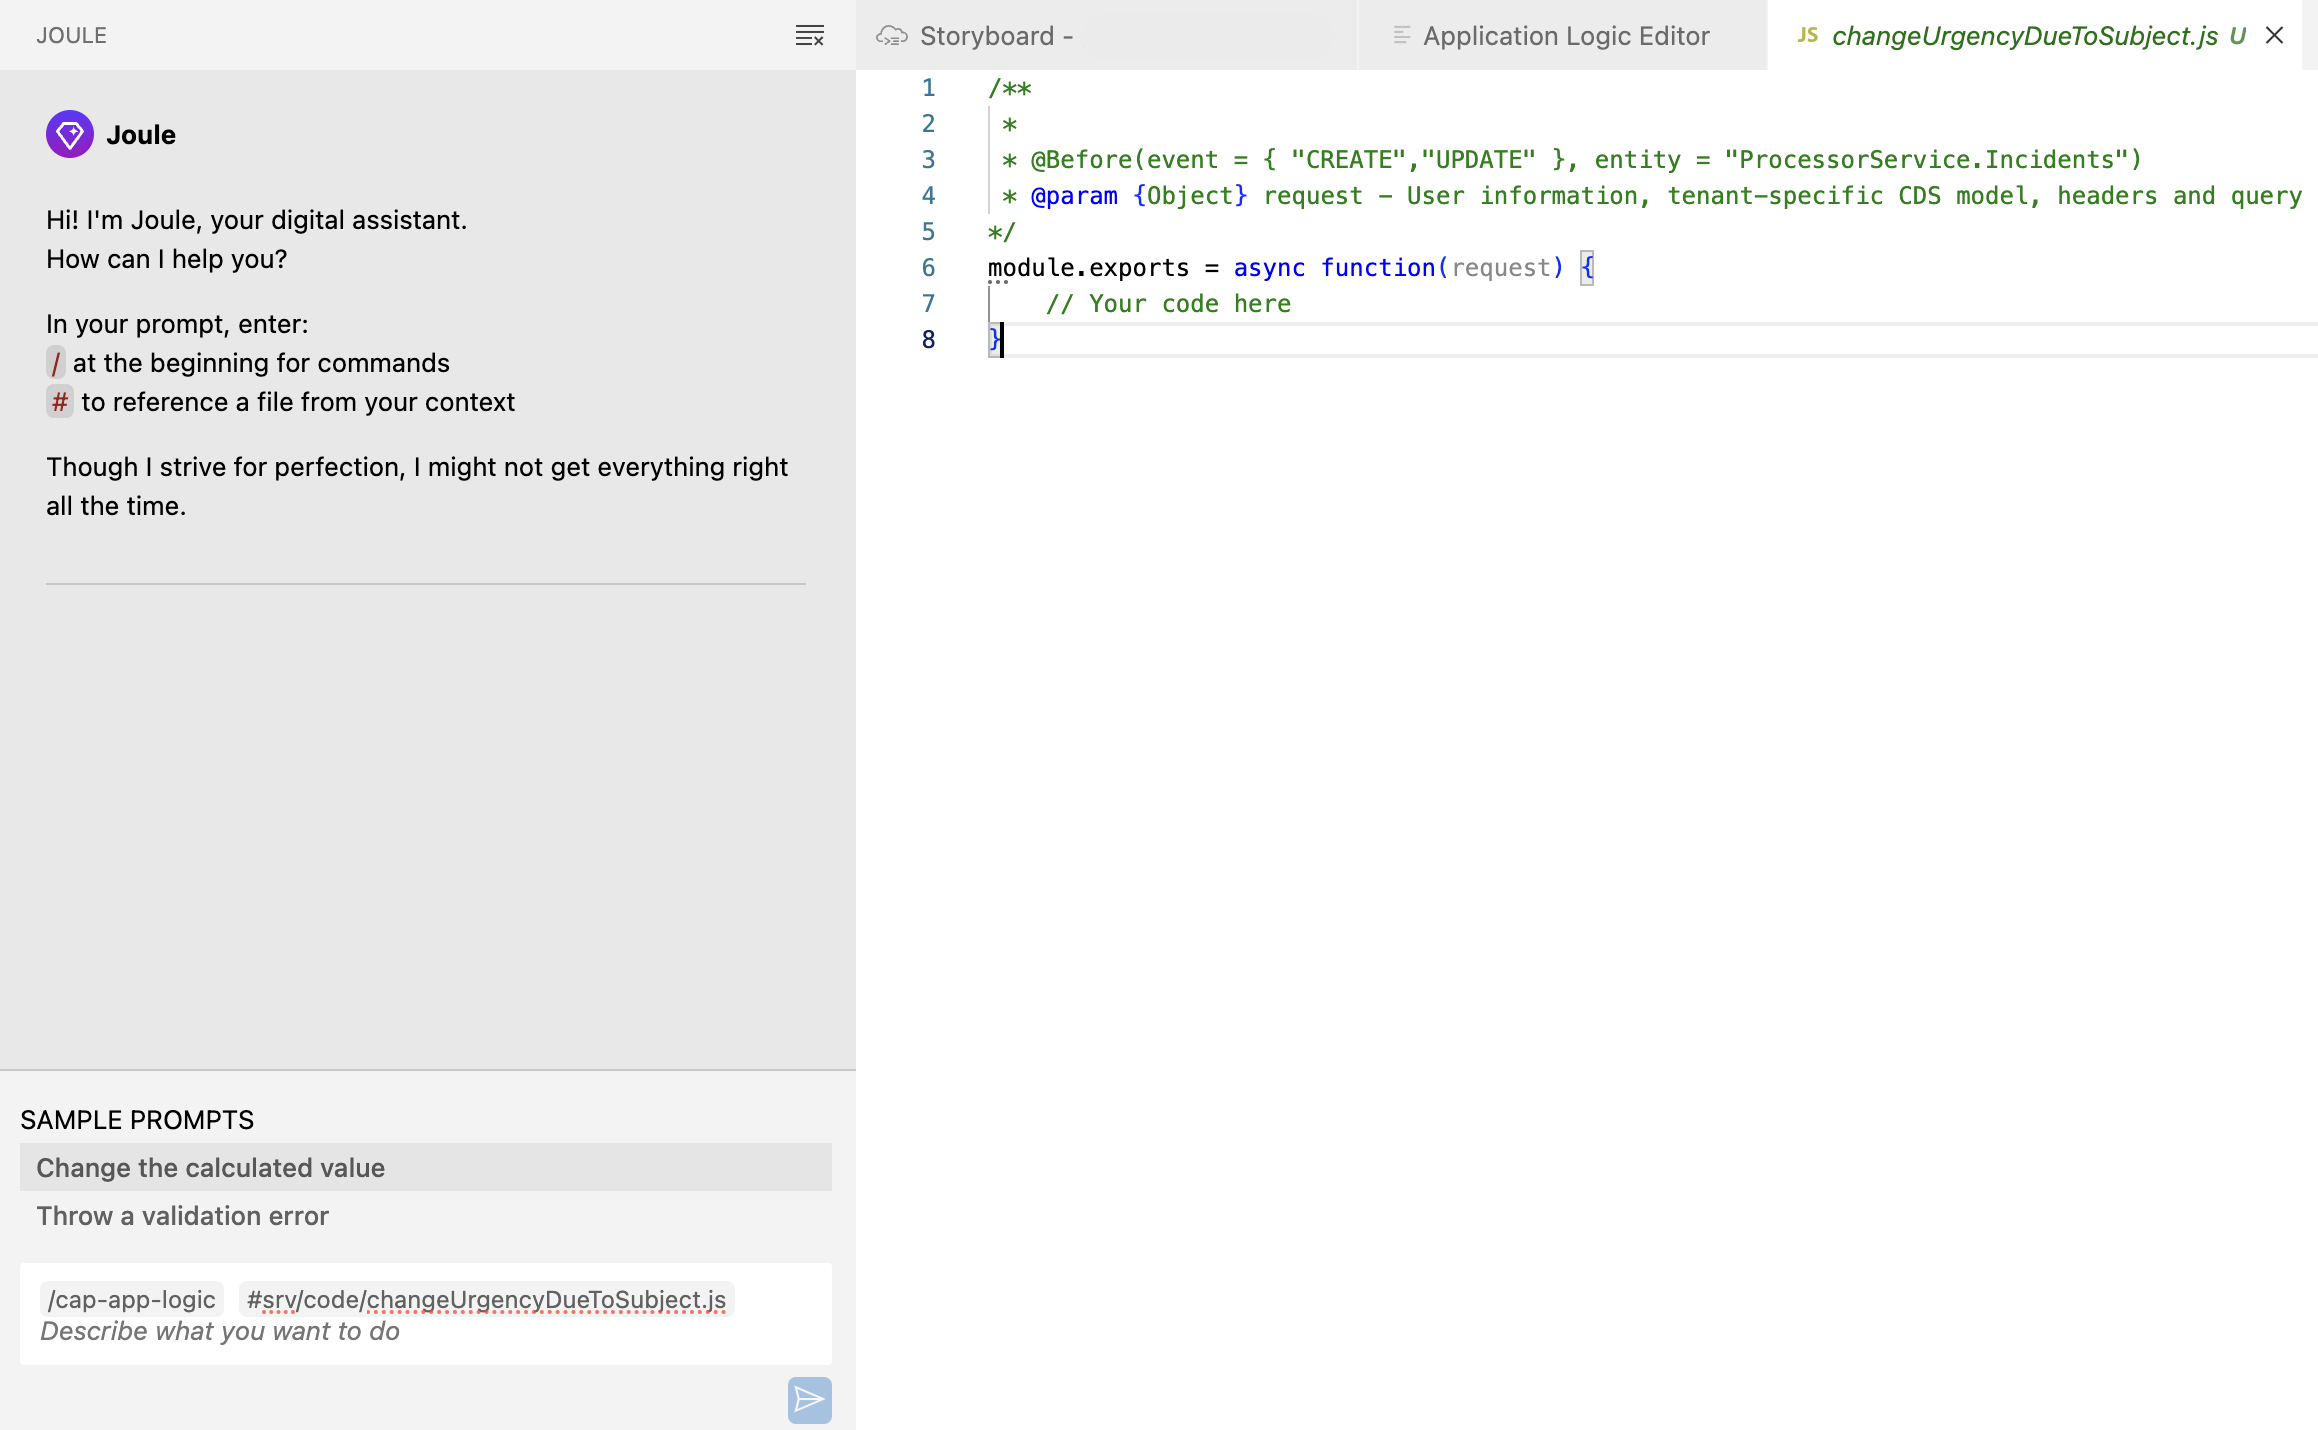 JOULE
Joule
Hi! I'm Joule, your digital assistant.
How can I help you?
In your prompt, enter:
/ at the beginning for commands
# to reference a file from your context
Though I strive for perfection, I might not get everything right
all the time.
SAMPLE PROMPTS
Change the calculated value
Throw a validation error
/cap-app-logic #srv/code/changeUrgencyDueToSubject.js
Describe what you want to do
Storyboard -
Application Logic Editor
JS changeUrgencyDueToSubject.js U
1 /**
2 *
3 * @Before(event = { "CREATE","UPDATE" }, entity = "ProcessorService.Incidents")
4 * @param {Object} request - User information, tenant-specific CDS model, headers and query
5 */
6 module.exports = async function(request) {
7 // Your code here
8 }